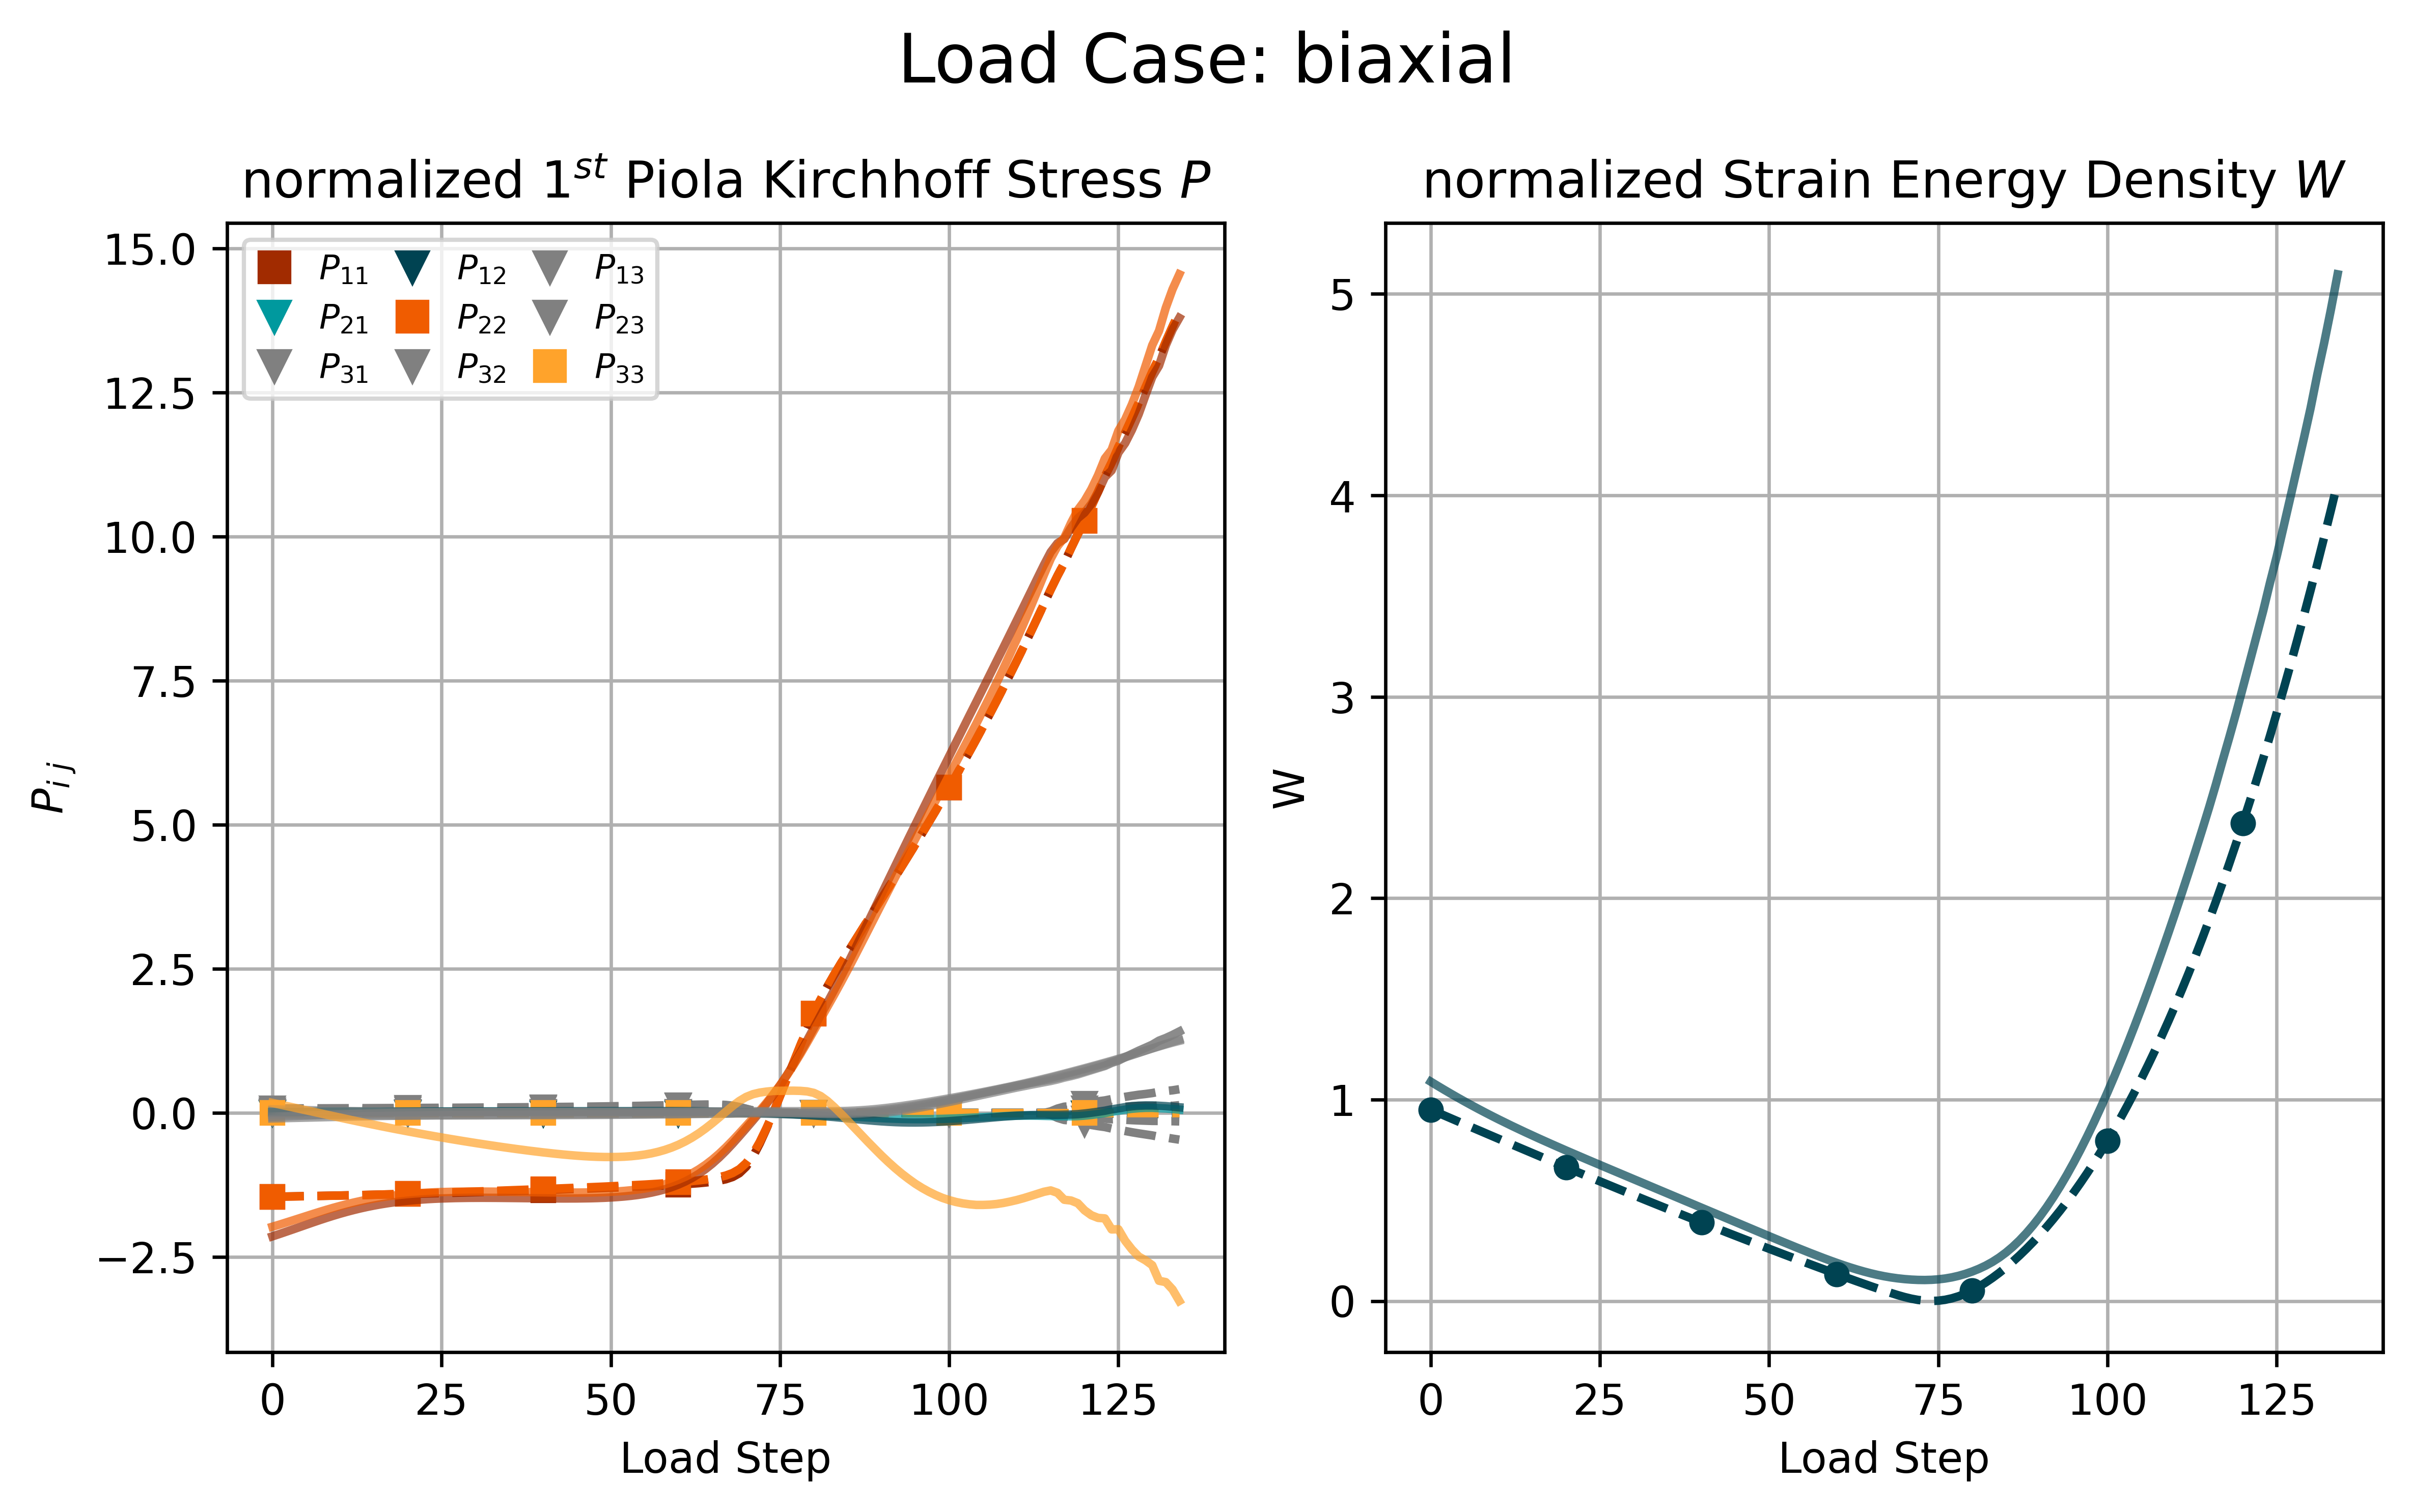 Load Case: biaxial
normalized 1st Piola Kirchhoff Stress P
P11 P12 P13
P21 P22 P23
P31 P32 P33
15.0
12.5
10.0
7.5
5.0
2.5
0.0
−2.5
Pi j
0 25 50 75 100 125
Load Step
normalized Strain Energy Density W
5
4
3
2
1
0
W
0 25 50 75 100 125
Load Step